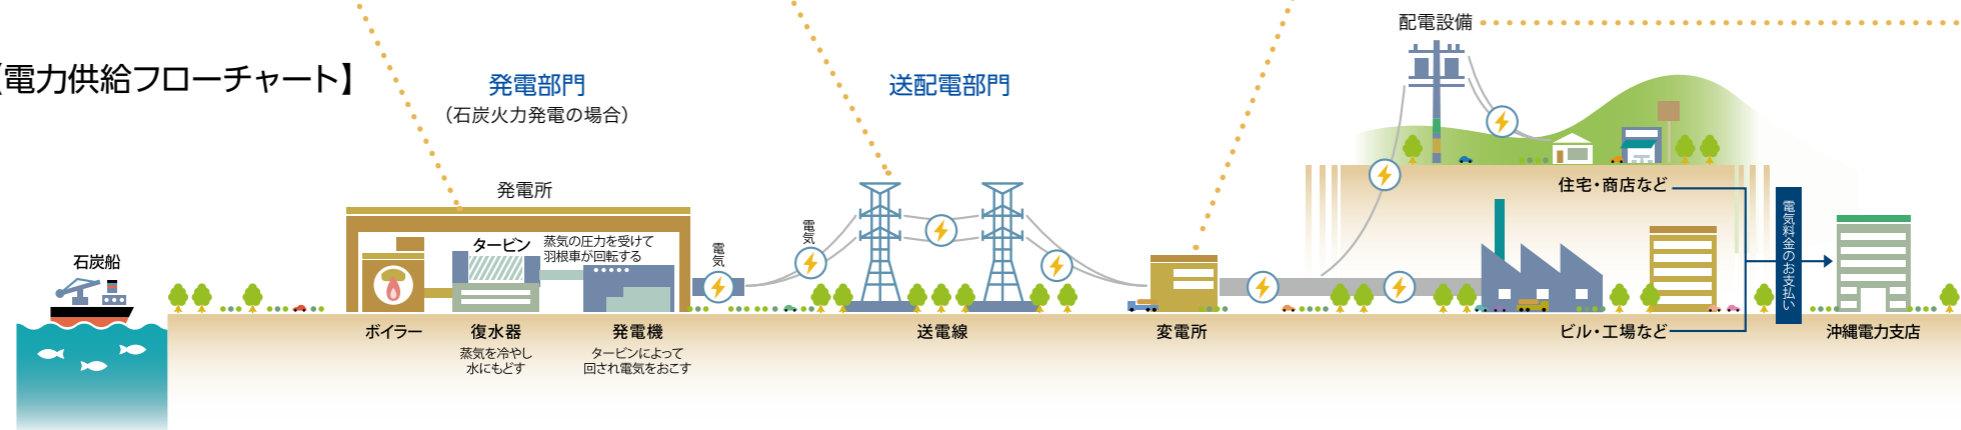 【電力供給フローチャート】
発電部門
（石炭火力発電の場合）
送配電部門
配電設備
発電所
石炭船
タービン
蒸気の圧力を受けて
羽根車が回転する
電気
電気
ボイラー
復水器
蒸気を冷やし
水にもどす
発電機
タービンによって
回され電気をおこす
送電線
変電所
住宅・商店など
ビル・工場など
電気料金のお支払い
沖縄電力支店